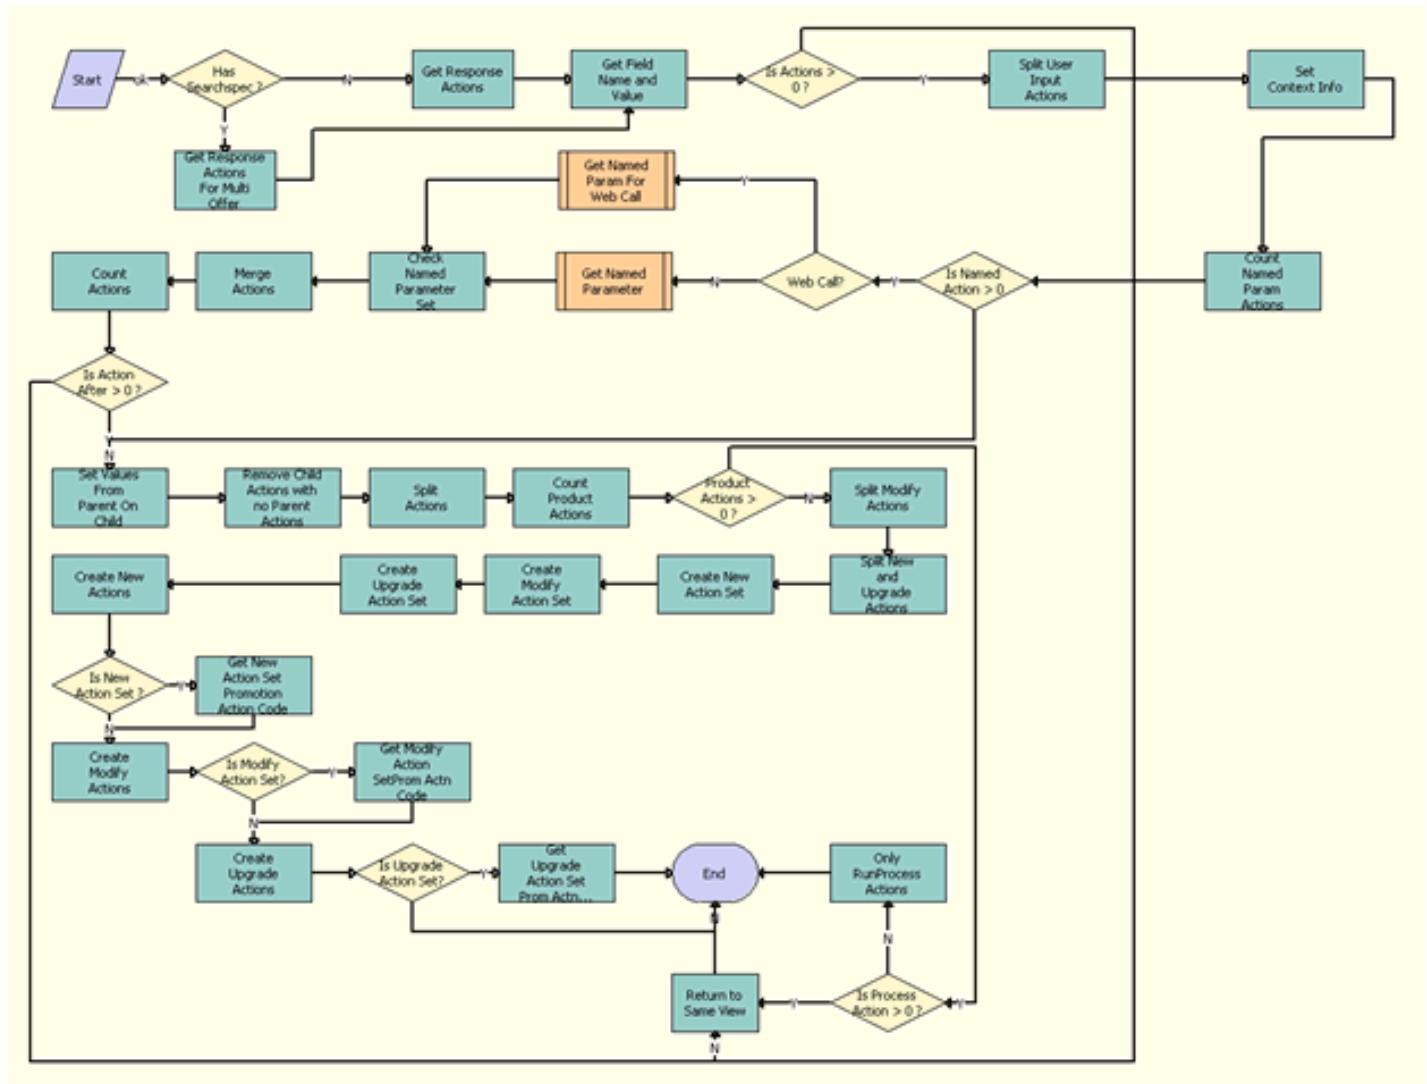 Start
ok
Has
Searchspec ?
N
Get Response
Actions
Get Field
Name and
Value
Is Actions >
0 ?
Y
Split User
Input
Actions
Set
Context Info
Y
Get Response
Actions
For Multi
Offer
Get Named
Param For
Web Call
Y
Count
Actions
Merge
Actions
Check
Named
Parameter
Set
Get Named
Parameter
N
Web Call?
Y
Is Named
Action > 0
Count
Named
Param
Actions
Is Action
After > 0 ?
Y
N
Set Values
From
Parent On
Child
Remove Child
Actions with
no Parent
Actions
Split
Actions
Count
Product
Actions
Product
Actions >
0 ?
N
Split Modify
Actions
Create New
Actions
Create
Upgrade
Action Set
Create
Modify
Action Set
Create New
Action Set
Split New
and
Upgrade
Actions
Is New
Action Set ?
Y
Get New
Action Set
Promotion
Action Code
N
Create
Modify
Actions
Is Modify
Action Set?
Y
Get Modify
Action
SetProm Actn
Code
N
Create
Upgrade
Actions
Is Upgrade
Action Set?
Y
Get
Upgrade
Action Set
Prom Actn...
End
Only
RunProcess
Actions
N
N
Return to
Same View
Y
Is Process
Action > 0 ?
Y
N